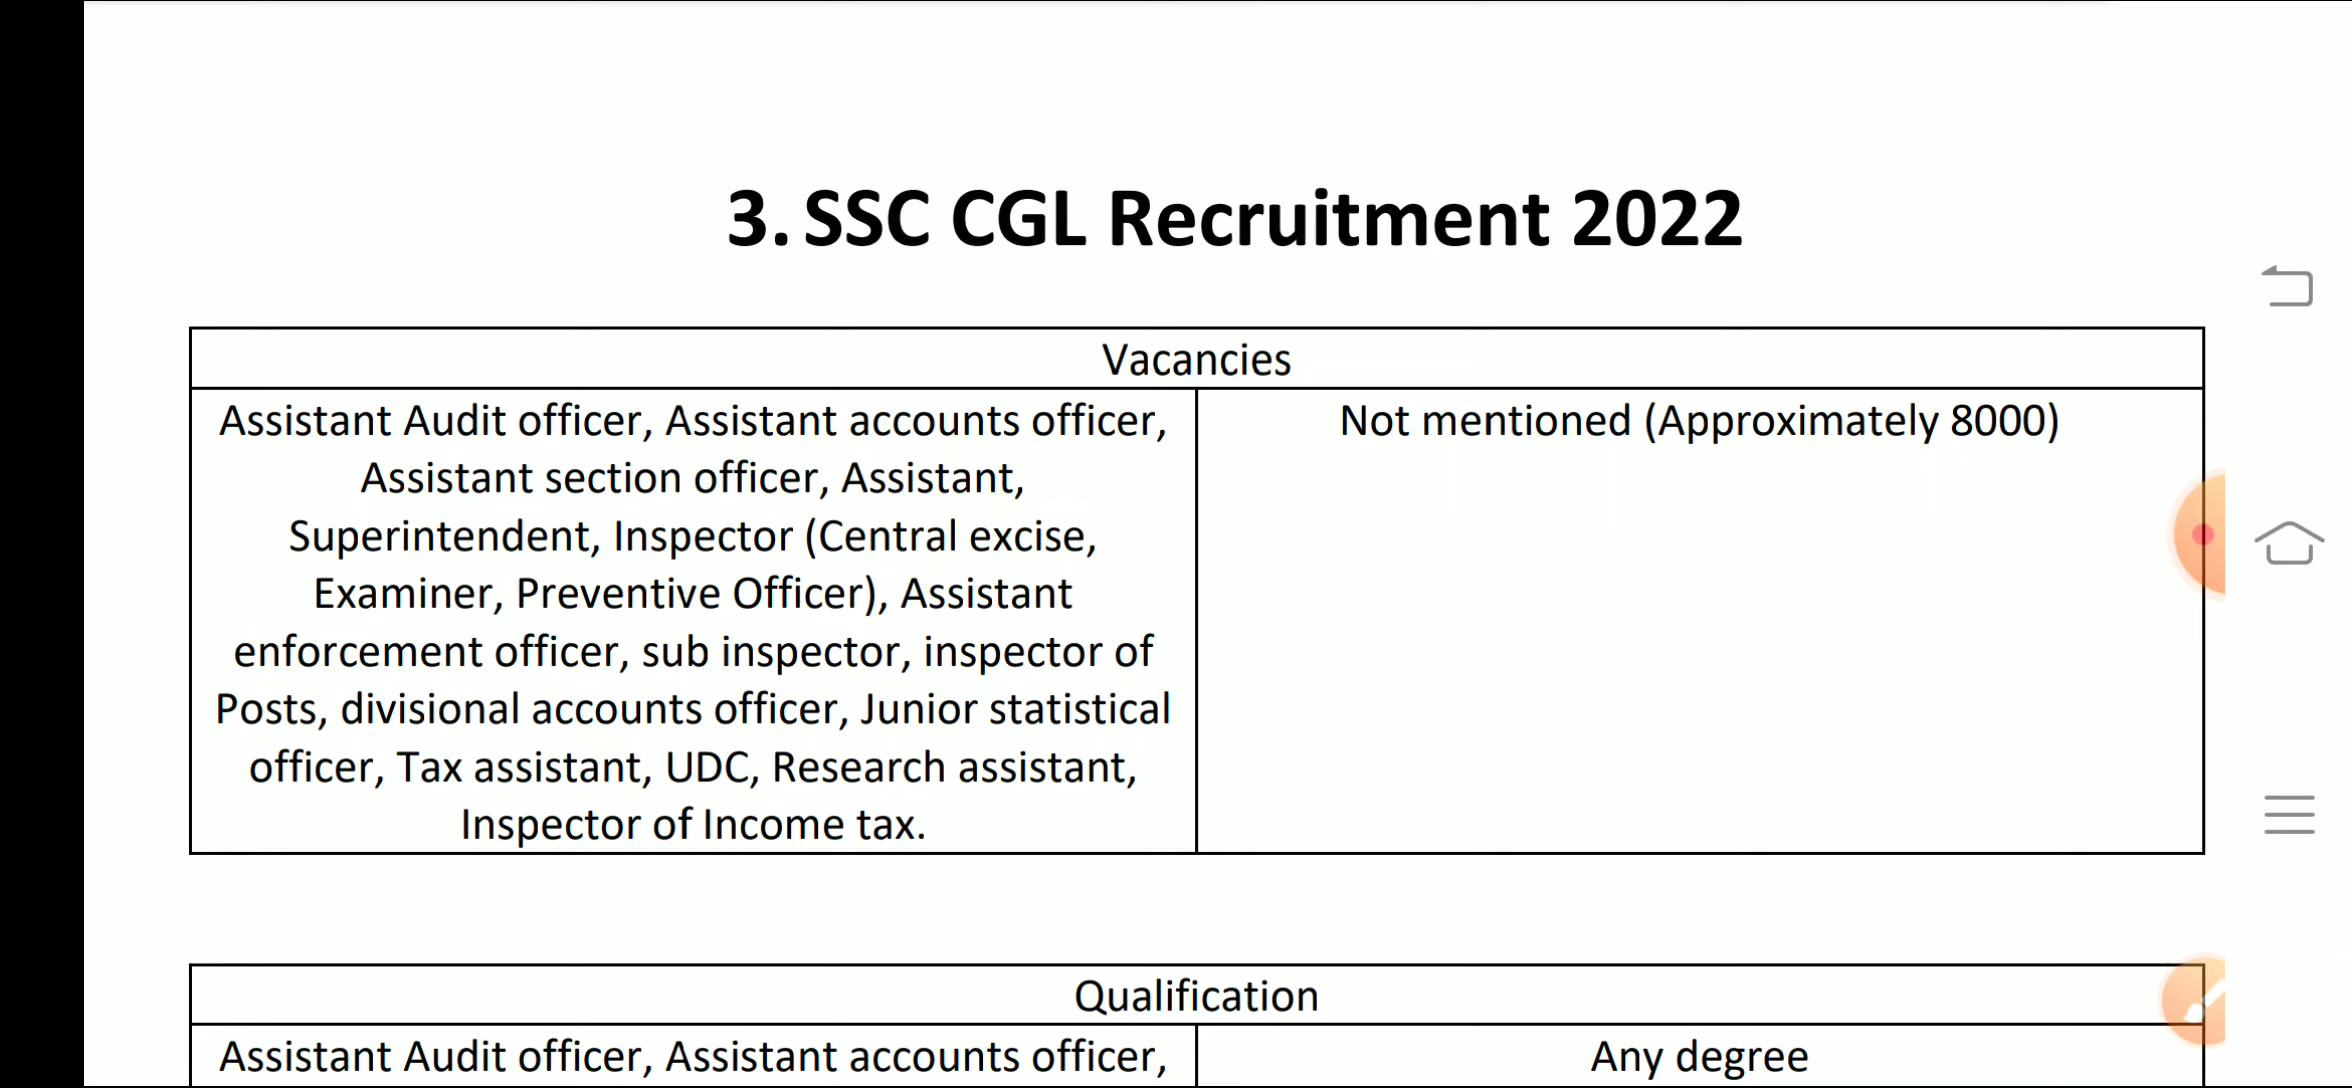 3. SSC CGL Recruitment 2022
Vacancies
Assistant Audit officer, Assistant accounts officer,
Assistant section officer, Assistant,
Superintendent, Inspector (Central excise,
Examiner, Preventive Officer), Assistant
enforcement officer, sub inspector, inspector of
Posts, divisional accounts officer, Junior statistical
officer, Tax assistant, UDC, Research assistant,
Inspector of Income tax.
Not mentioned (Approximately 8000)
Qualification
Assistant Audit officer, Assistant accounts officer,
Any degree